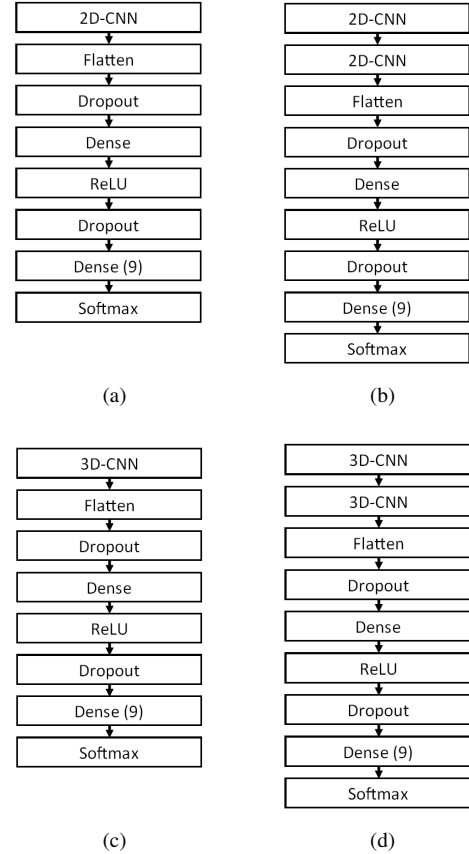 2D-CNN
Flatten
Dropout
Dense
ReLU
Dropout
Dense (9)
Softmax
(a)
2D-CNN
2D-CNN
Flatten
Dropout
Dense
ReLU
Dropout
Dense (9)
Softmax
(b)
3D-CNN
Flatten
Dropout
Dense
ReLU
Dropout
Dense (9)
Softmax
(c)
3D-CNN
3D-CNN
Flatten
Dropout
Dense
ReLU
Dropout
Dense (9)
Softmax
(d)